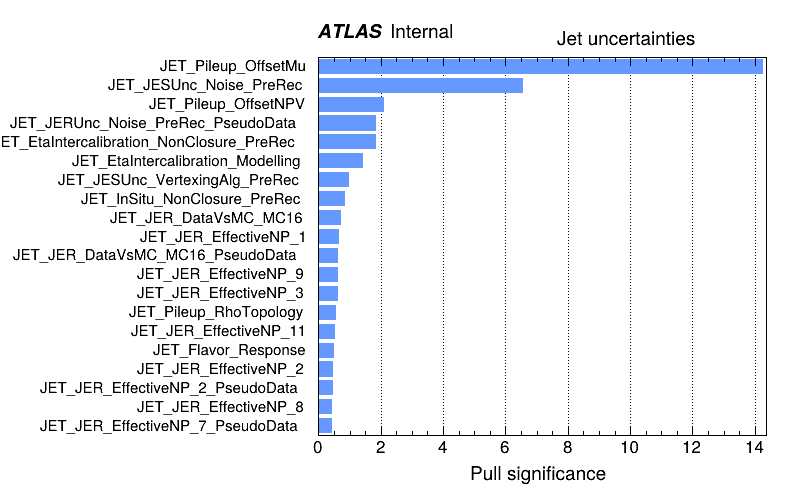 ATLAS Internal
Jet uncertainties
JET_Pileup_OffsetMu
JET_JESUnc_Noise_PreRec
JET_Pileup_OffsetNPV
JET_JERUnc_Noise_PreRec_PseudoData
ET_EtaIntercalibration_NonClosure_PreRec
JET_EtaIntercalibration_Modelling
JET_JESUnc_VertexingAlg_PreRec
JET_InSitu_NonClosure_PreRec
JET_JER_DataVsMC_MC16
JET_JER_EffectiveNP_1
JET_JER_DataVsMC_MC16_PseudoData
JET_JER_EffectiveNP_9
JET_JER_EffectiveNP_3
JET_Pileup_RhoTopology
JET_JER_EffectiveNP_11
JET_Flavor_Response
JET_JER_EffectiveNP_2
JET_JER_EffectiveNP_2_PseudoData
JET_JER_EffectiveNP_8
JET_JER_EffectiveNP_7_PseudoData
0 2 4 6 8 10 12 14
Pull significance